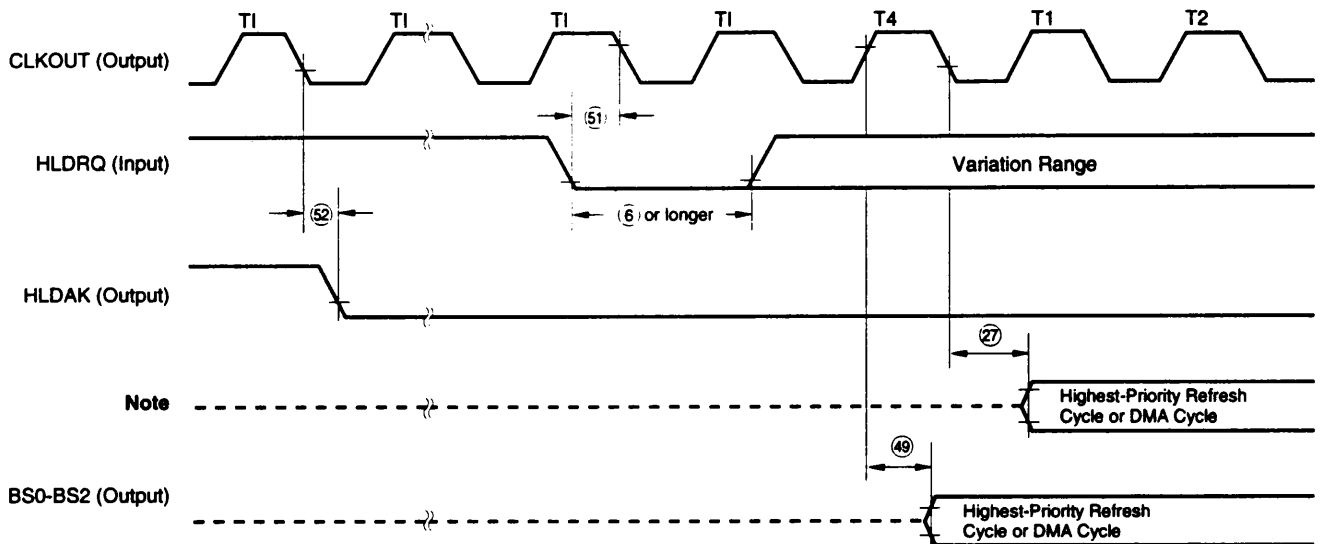 TI TI TI TI T4 T1 T2
CLKOUT (Output)
51
HLDRQ (Input)
Variation Range
52
6 or longer
HLDAK (Output)
27
Note
Highest-Priority Refresh
Cycle or DMA Cycle
49
BS0-BS2 (Output)
Highest-Priority Refresh
Cycle or DMA Cycle